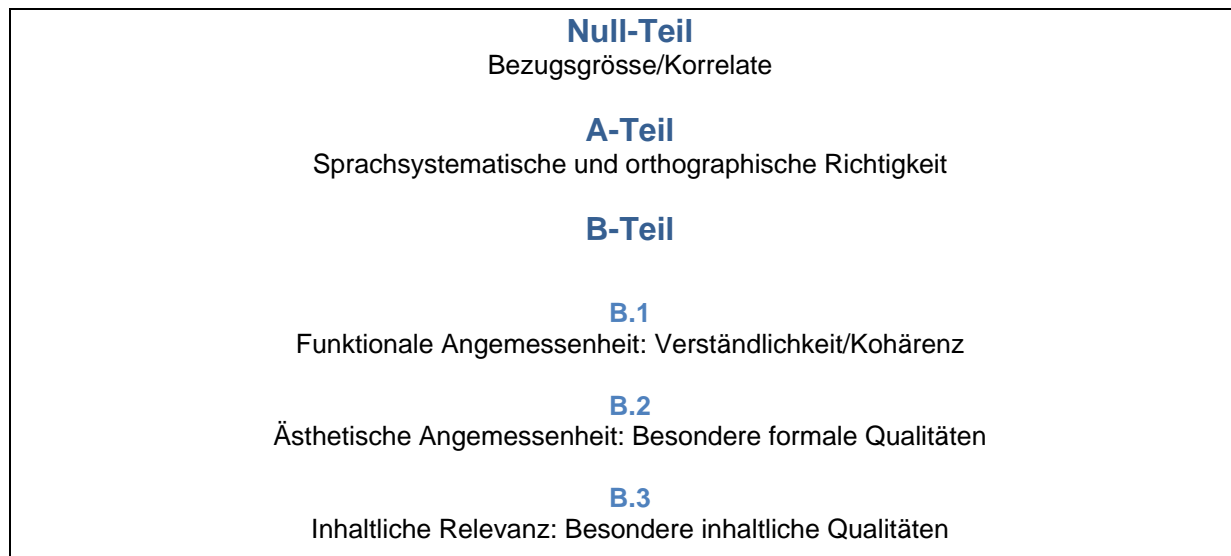 Null-Teil
Bezugsgrösse/Korrelate
A-Teil
Sprachsystematische und orthographische Richtigkeit
B-Teil
B.1
Funktionale Angemessenheit: Verständlichkeit/Kohärenz
B.2
Ästhetische Angemessenheit: Besondere formale Qualitäten
B.3
Inhaltliche Relevanz: Besondere inhaltliche Qualitäten